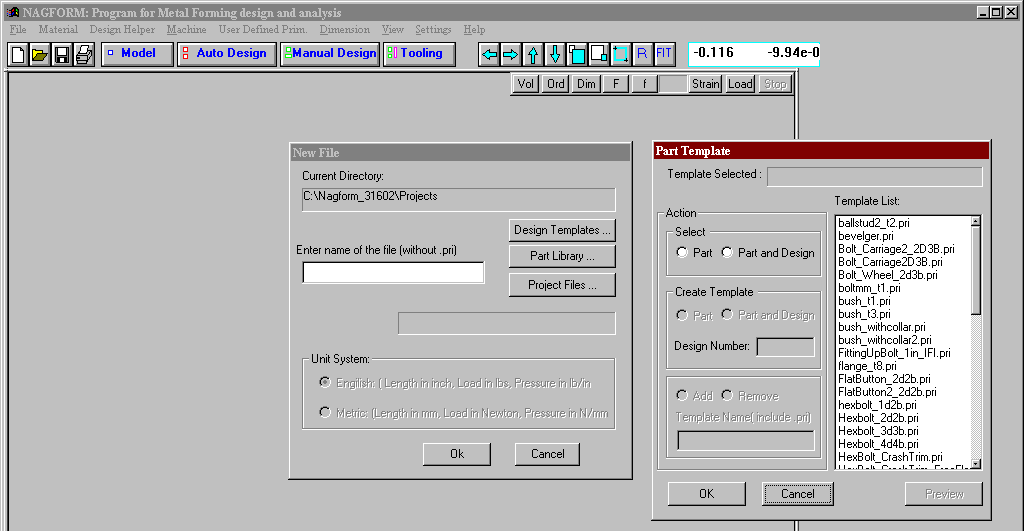 NAGFORM: Program for Metal Forming design and analysis
File Material Design Helper Machine User Defined Prim. Dimension View Settings Help
Model Auto Design Manual Design Tooling R FIT -0.116 -9.94e-0
Vol Ord Dim F f Strain Load Stop
New File
Current Directory:
C:\Nagform_31602\Projects
Design Templates ...
Enter name of the file (without .pri)
Part Library ...
Project Files ...
Unit System:
English: ( Length in inch, Load in lbs, Pressure in lb/in
Metric: (Length in mm, Load in Newton, Pressure in N/mm
Ok Cancel
Part Template
Template Selected :
Action
Select
Part Part and Design
Create Template
Part Part and Design
Design Number:
Add Remove
Template Name( include .pri)
Template List:
ballstud2_t2.pri
bevelger.pri
Bolt_Carriage2_2D3B.pri
Bolt_Carriage2D3B.pri
Bolt_Wheel_2d3b.pri
boltmm_t1.pri
bush_t1.pri
bush_t3.pri
bush_withcollar.pri
bush_withcollar2.pri
FittingUpBolt_1in_IFI.pri
flange_t8.pri
FlatButton_2d2b.pri
FlatButton2_2d2b.pri
hexbolt_1d2b.pri
Hexbolt_2d2b.pri
Hexbolt_3d3b.pri
Hexbolt_4d4b.pri
HexBolt_CrashTrim.pri
OK Cancel Preview